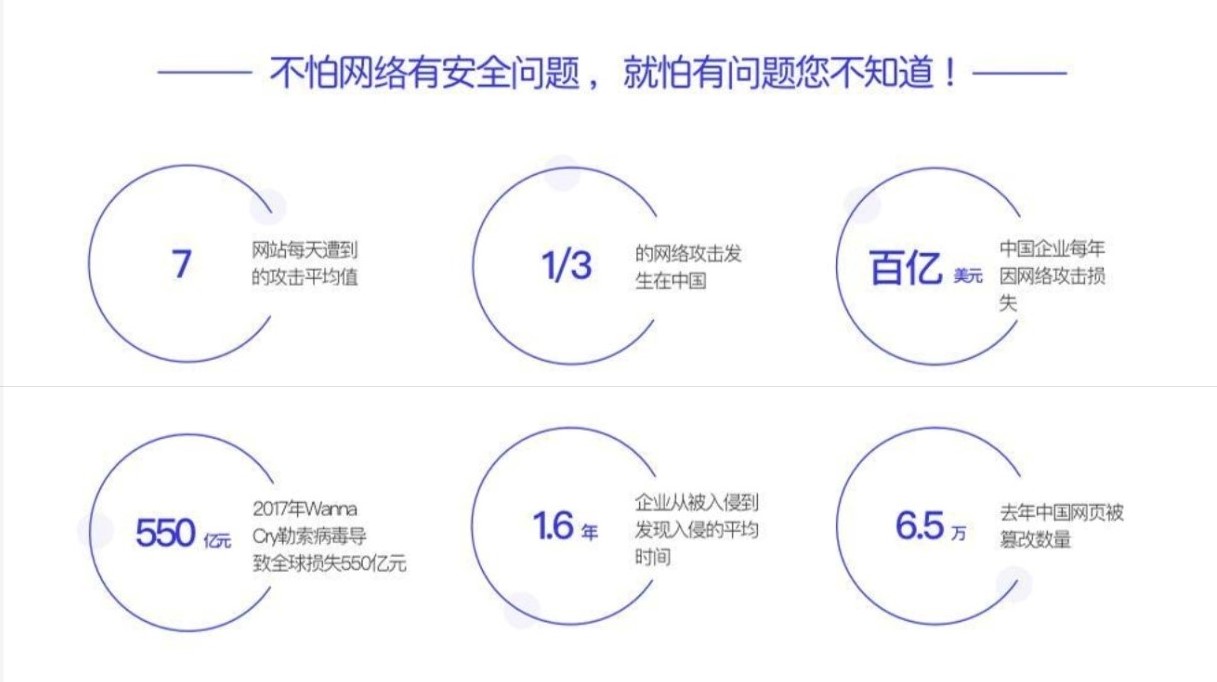 不怕网络有安全问题，就怕有问题您不知道！
7
网站每天遭到
的攻击平均值
1/3
的网络攻击发
生在中国
百亿 美元
中国企业每年
因网络攻击损
失
550 亿元
2017年Wanna
Cry勒索病毒导
致全球损失550亿元
1.6 年
企业从被入侵到
发现入侵的平均
时间
6.5 万
去年中国网页被
篡改数量